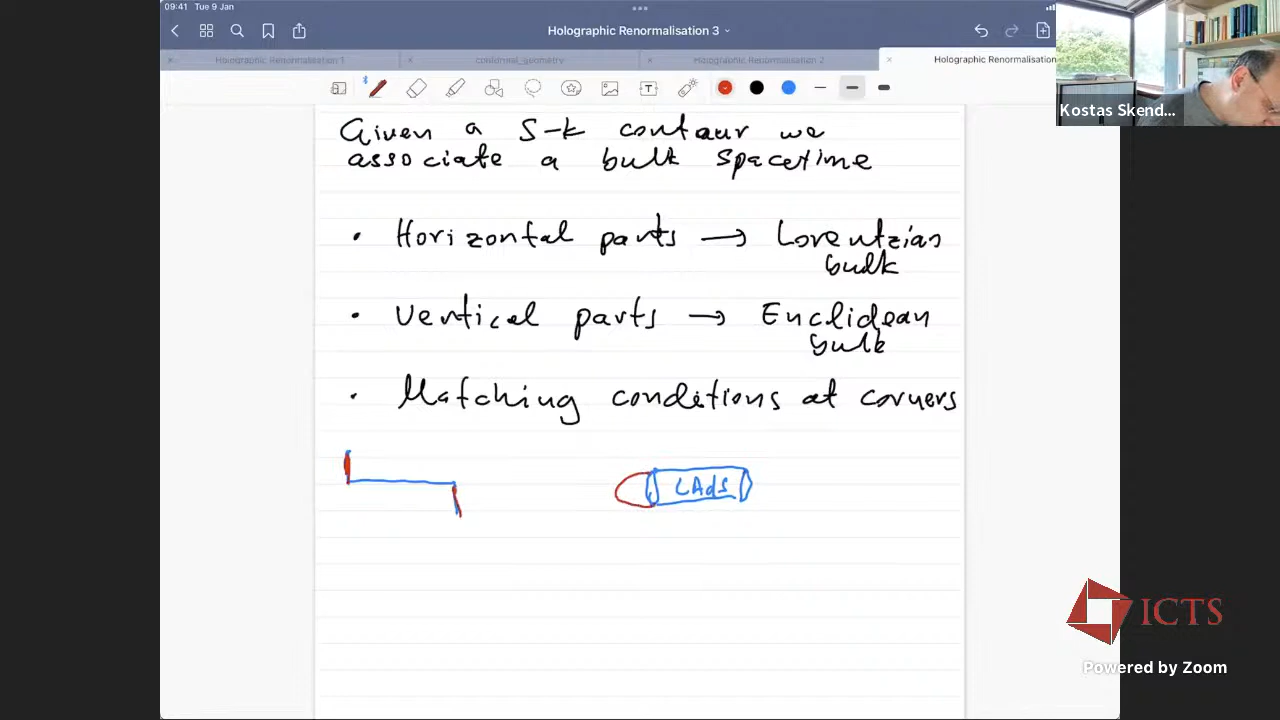 09:41 Tue 9 Jan
Holographic Renormalisation 3
Holographic Renormalisation 1
conformal_geometry
Holographic Renormalisation 2
Holographic Renormalisation
Kostas Skend...
Given a S-K contour we
associate a bulk spacetime
• Horizontal parts → Lorentzian
bulk
• Vertical parts → Euclidean
bulk
• Matching conditions at corners
LAdS
ICTS
Powered by Zoom